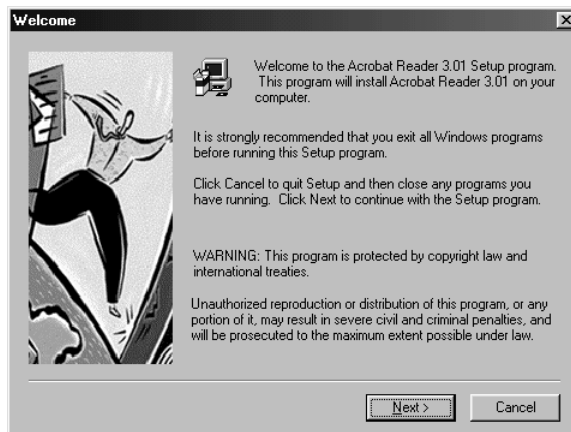 Welcome
Welcome to the Acrobat Reader 3.01 Setup program.
This program will install Acrobat Reader 3.01 on your
computer.
It is strongly recommended that you exit all Windows programs
before running this Setup program.
Click Cancel to quit Setup and then close any programs you
have running. Click Next to continue with the Setup program.
WARNING: This program is protected by copyright law and
international treaties.
Unauthorized reproduction or distribution of this program, or any
portion of it, may result in severe civil and criminal penalties, and
will be prosecuted to the maximum extent possible under law.
Next >
Cancel